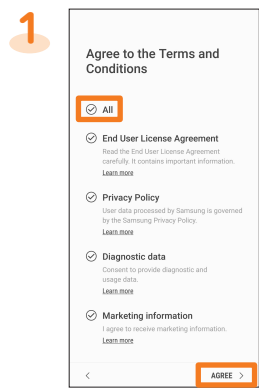 1
Agree to the Terms and
Conditions
All
End User License Agreement
Read the End User License Agreement
carefully. It contains important information.
Learn more
Privacy Policy
User data processed by Samsung is governed
by the Samsung Privacy Policy.
Learn more
Diagnostic data
Consent to provide diagnostic and
usage data.
Learn more
Marketing information
I agree to receive marketing information.
Learn more
< AGREE >